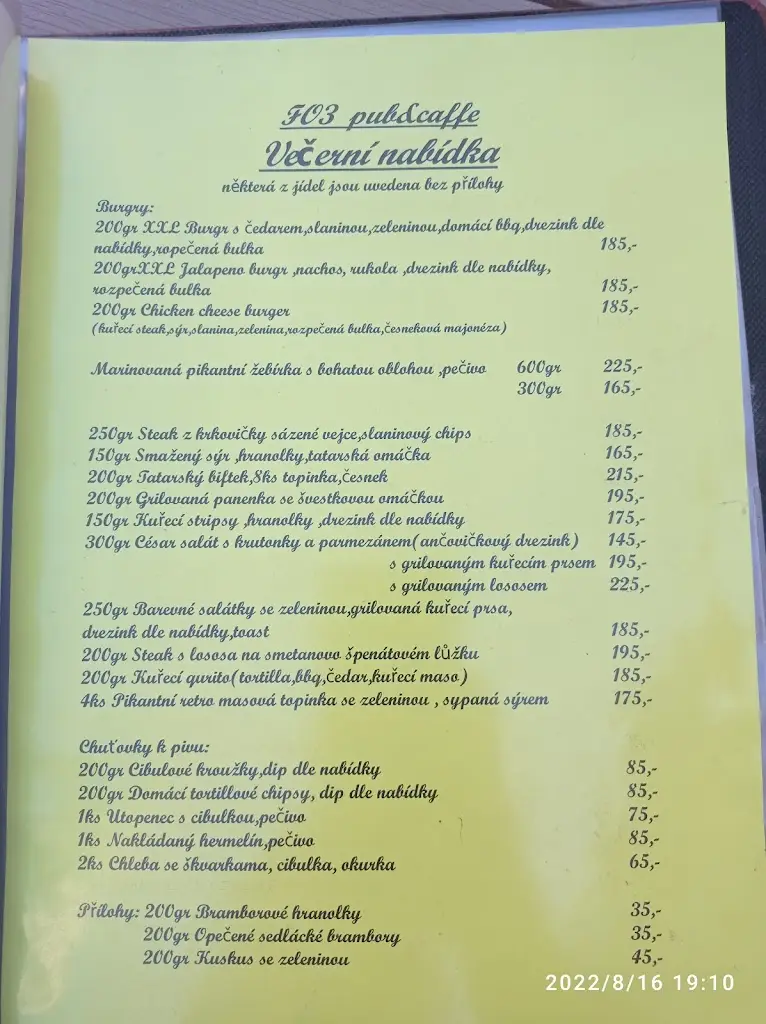 FO3 pub&caffe
Večerní nabídka
některá z jídel jsou uvedena bez přílohy
Burgry:
200gr XXL Burgr s čedarem,slaninou,zeleninou,domácí bbq,drezink dle
nabídky,ropečená bulka 185,-
200grXXL Jalapeno burgr ,nachos, rukola ,drezink dle nabídky,
rozpečená bulka 185,-
200gr Chicken cheese burger 185,-
(kuřecí steak,sýr,slanina,zelenina,rozpečená bulka,česneková majonéza)
Marinovaná pikantní žebírka s bohatou oblohou ,pečivo 600gr 225,-
300gr 165,-
250gr Steak z krkovičky sázené vejce,slaninový chips 185,-
150gr Smažený sýr ,hranolky,tatarská omáčka 165,-
200gr Tatarský biftek,8ks topinka,česnek 215,-
200gr Grilovaná panenka se švestkovou omáčkou 195,-
150gr Kuřecí stripsy ,hranolky ,drezink dle nabídky 175,-
300gr César salát s krutonky a parmezánem(ančovičkový drezink) 145,-
s grilovaným kuřecím prsem 195,-
s grilovaným lososem 225,-
250gr Barevné salátky se zeleninou,grilovaná kuřecí prsa,
drezink dle nabídky,toast 185,-
200gr Steak s lososa na smetanovo špenátovém lůžku 195,-
200gr Kuřecí qurito(tortilla,bbq,čedar,kuřecí maso) 185,-
4ks Pikantní retro masová topinka se zeleninou , sypaná sýrem 175,-
Chuťovky k pivu:
200gr Cibulové kroužky,dip dle nabídky 85,-
200gr Domácí tortillové chipsy, dip dle nabídky 85,-
1ks Utopenec s cibulkou,pečivo 75,-
1ks Nakládaný hermelín,pečivo 85,-
2ks Chleba se škvarkama, cibulka, okurka 65,-
Přílohy: 200gr Bramborové hranolky 35,-
200gr Opečené sedlácké brambory 35,-
200gr Kuskus se zeleninou 45,-
2022/8/16 19:10